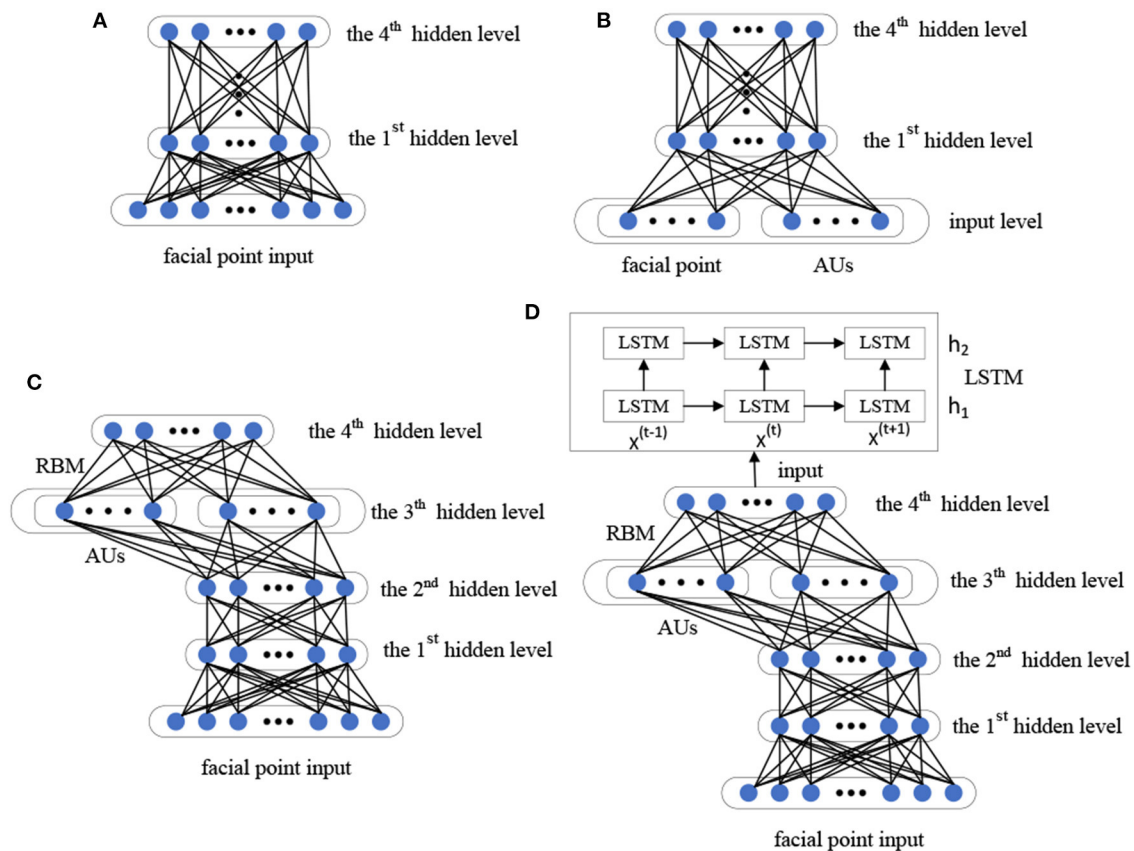 A
the 4th hidden level
the 1st hidden level
facial point input
B
the 4th hidden level
the 1st hidden level
input level
facial point AUs
C
the 4th hidden level
RBM
the 3th hidden level
AUs
the 2nd hidden level
the 1st hidden level
facial point input
D
LSTM LSTM LSTM h2
LSTM
LSTM LSTM LSTM h1
X(t-1) X(t) X(t+1)
input
the 4th hidden level
RBM
the 3th hidden level
AUs
the 2nd hidden level
the 1st hidden level
facial point input